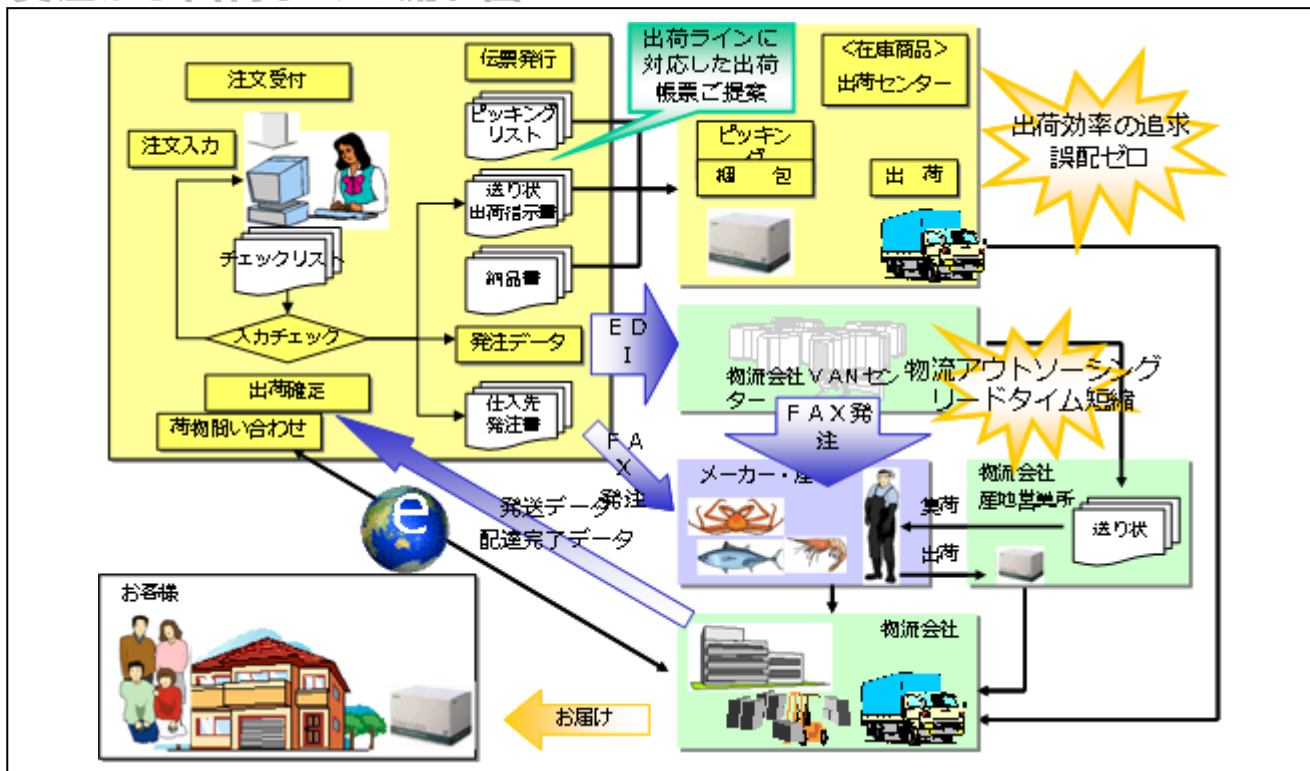 注文受付
注文入力
チェックリスト
入力チェック
出荷確定
荷物問い合わせ
伝票発行
ピッキング
リスト
送り状
出荷指示書
納品書
発注データ
仕入先
発注書
出荷ラインに
対応した出荷
帳票ご提案
<在庫商品>
出荷センター
ピッキン
梱 包
出 荷
出荷効率の追求
誤配ゼロ
ＥＤ
Ｉ
物流会社ＶＡＮセン
ター
物流アウトソーシング
リードタイム短縮
ＦＡＸ発
注
ＦＡ
Ｘ
発注
メーカー・産
物流会社
産地営業所
集荷
送り状
出荷
発送データ
配達完了データ
e
お客様
物流会社
お届け